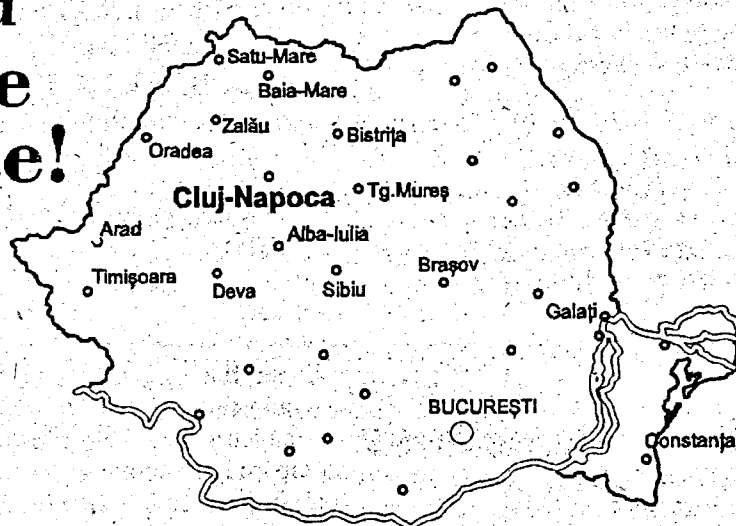 e!
Satu-Mare
Baia-Mare
Zalău
Bistrița
Oradea
Cluj-Napoca
Tg.Mureș
Arad
Alba-Iulia
Timișoara
Deva
Sibiu
Brașov
Galați
BUCUREȘTI
Constanța